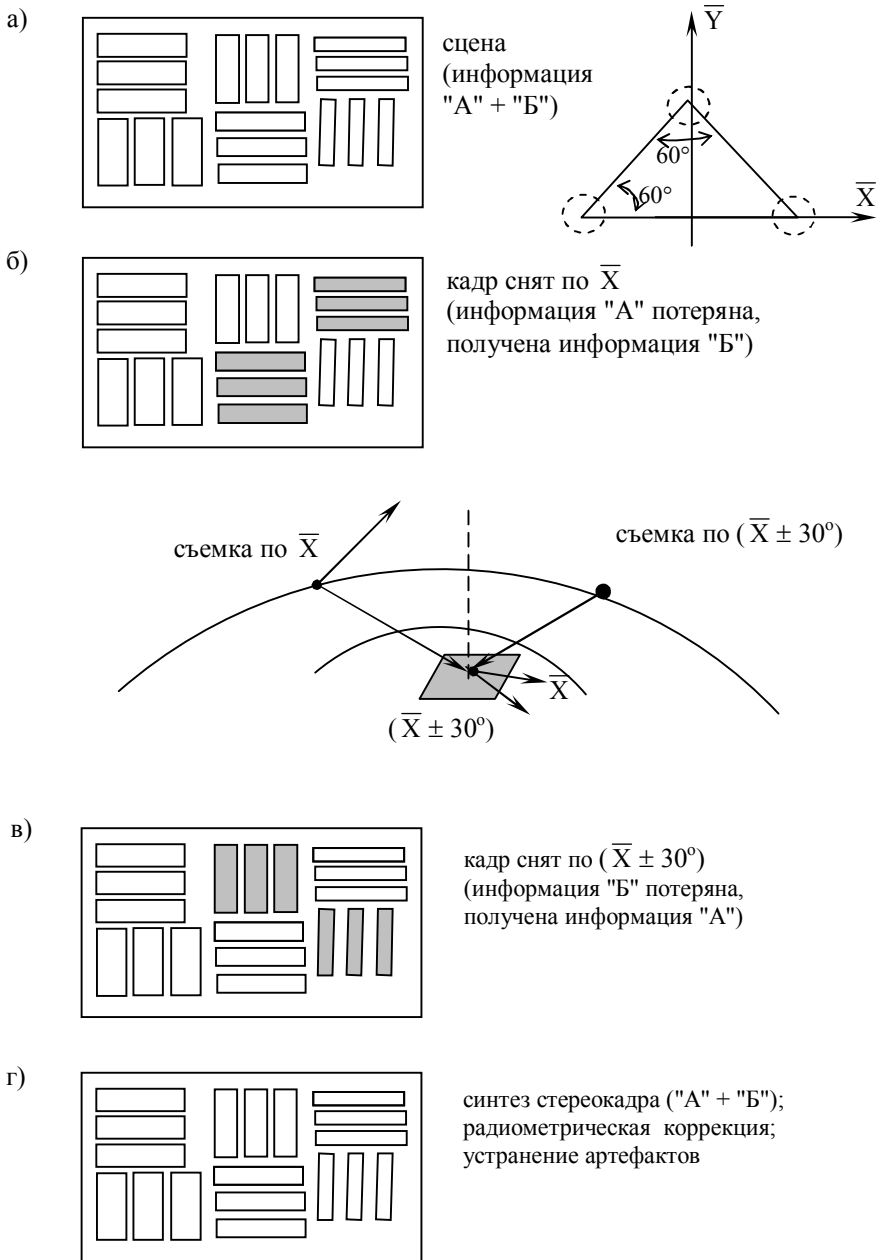 а)
сцена
(информация
"А" + "Б")
Y̅
60°
60°
X̅
б)
кадр снят по X̅
(информация "А" потеряна,
получена информация "Б")
съемка по X̅
съемка по ( X̅ ± 30°)
X̅
( X̅ ± 30°)
в)
кадр снят по ( X̅ ± 30°)
(информация "Б" потеряна,
получена информация "А")
г)
синтез стереокадра ("А" + "Б");
радиометрическая коррекция;
устранение артефактов